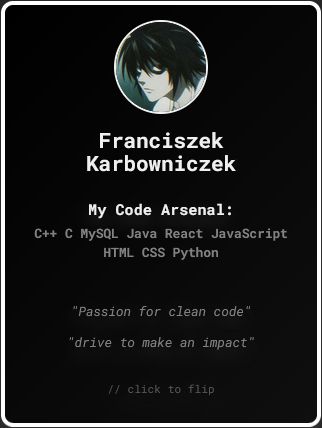 Franciszek
Karbowniczek
My Code Arsenal:
C++ C MySQL Java React JavaScript
HTML CSS Python
"Passion for clean code"
"drive to make an impact"
// click to flip